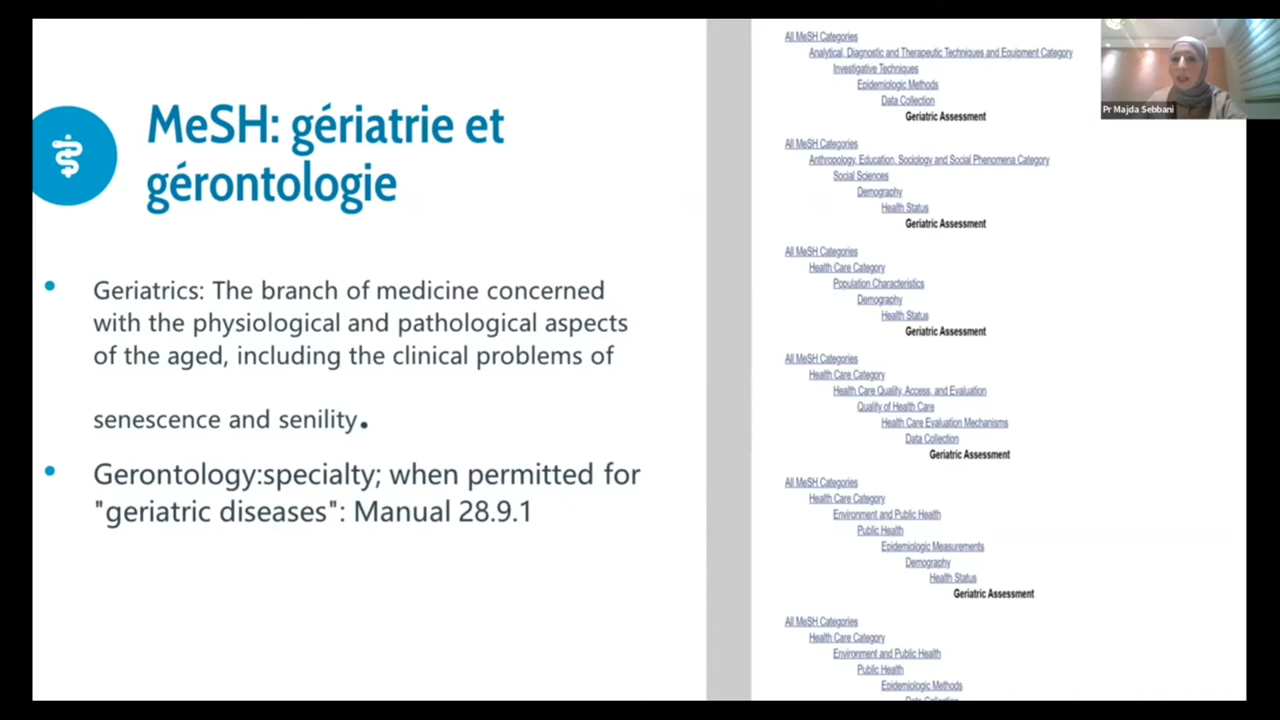 MeSH: gériatrie et
gérontologie
Geriatrics: The branch of medicine concerned
with the physiological and pathological aspects
of the aged, including the clinical problems of
senescence and senility.
Gerontology:specialty; when permitted for
"geriatric diseases": Manual 28.9.1
All MeSH Categories
Analytical, Diagnostic and Therapeutic Techniques and Equipment Category
Investigative Techniques
Epidemiologic Methods
Data Collection
Geriatric Assessment
All MeSH Categories
Anthropology, Education, Sociology and Social Phenomena Category
Social Sciences
Demography
Health Status
Geriatric Assessment
All MeSH Categories
Health Care Category
Population Characteristics
Demography
Health Status
Geriatric Assessment
All MeSH Categories
Health Care Category
Health Care Quality, Access, and Evaluation
Quality of Health Care
Health Care Evaluation Mechanisms
Data Collection
Geriatric Assessment
All MeSH Categories
Health Care Category
Environment and Public Health
Public Health
Epidemiologic Measurements
Demography
Health Status
Geriatric Assessment
All MeSH Categories
Health Care Category
Environment and Public Health
Public Health
Epidemiologic Methods
Data Collection
Pr Majda Sebbani